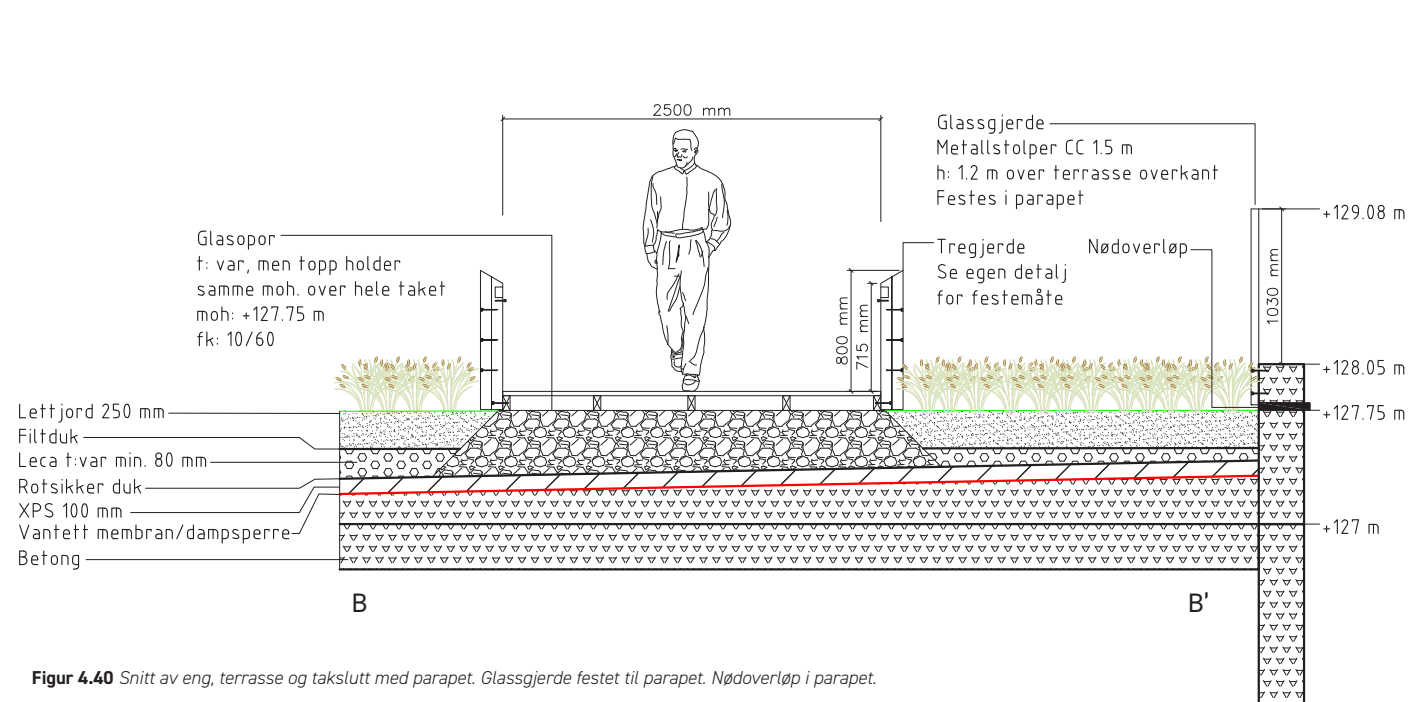 2500 mm
Glassgjerde
Metallstolper CC 1.5 m
h: 1.2 m over terrasse overkant
Festes i parapet
+129.08 m
Glasopor
t: var, men topp holder
samme moh. over hele taket
moh: +127.75 m
fk: 10/60
Tregjerde
Se egen detalj
for festemåte
Nødoverløp
1030 mm
800 mm
715 mm
+128.05 m
+127.75 m
Lettjord 250 mm
Filtduk
Leca t:var min. 80 mm
Rotsikker duk
XPS 100 mm
Vantett membran/dampsperre
Betong
+127 m
B
B'
Figur 4.40 Snitt av eng, terrasse og takslutt med parapet. Glassgjerde festet til parapet. Nødoverløp i parapet.